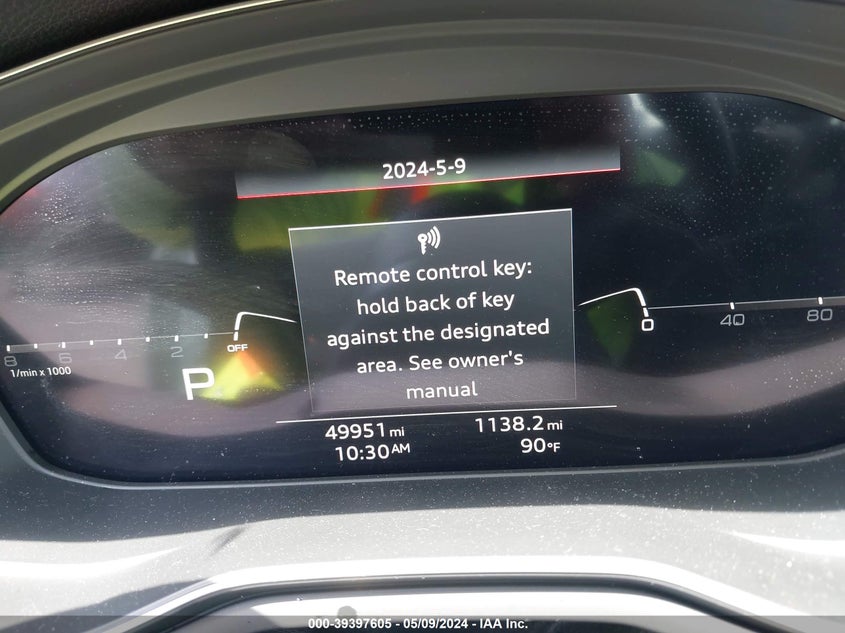 2024-5-9
Remote control key:
hold back of key
against the designated
area. See owner's
manual
8 6 4 2 OFF
1/min x 1000
P
0 40 80
49951 mi 1138.2 mi
10:30 AM 90°F
000-39397605 - 05/09/2024 - IAA Inc.